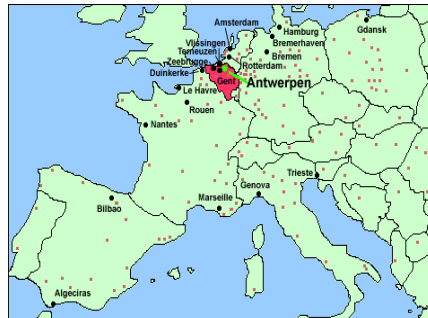 Amsterdam
Hamburg
Gdansk
Vlissingen
Bremerhaven
Terneuzen
Bremen
Zeebrugge
Rotterdam
Duinkerke
Gent
Antwerpen
Le Havre
Rouen
Nantes
Trieste
Genova
Marseille
Bilbao
Algeciras